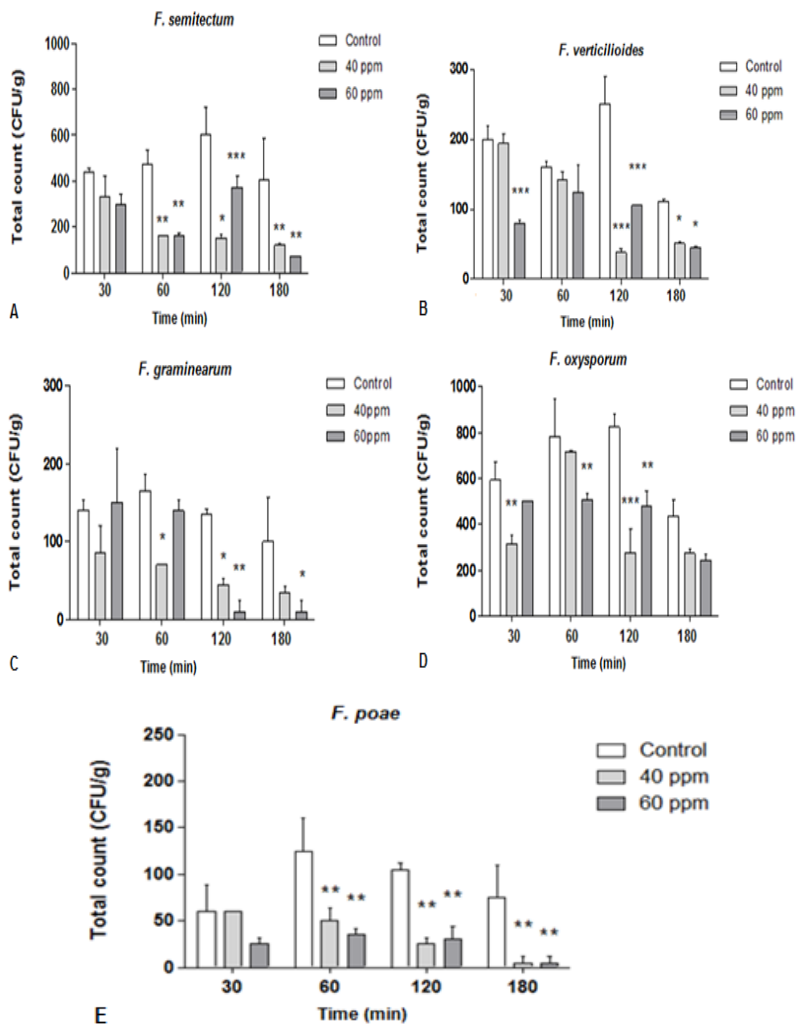 F. semitectum
Total count (CFU/g)
1000
800
600
400
200
0
**
**
*
***
**
**
30 60 120 180
Time (min)
Control
40 ppm
60 ppm
A
F. verticilioides
Total count (CFU/g)
300
200
100
0
***
***
***
*
*
30 60 120 180
Time (min)
Control
40 ppm
60 ppm
B
F. graminearum
Total count (CFU/g)
300
200
100
0
*
*
**
*
30 60 120 180
Time (min)
Control
40ppm
60ppm
C
F. oxysporum
Total count (CFU/g)
1000
800
600
400
200
0
**
**
***
**
30 60 120 180
Time (min)
Control
40 ppm
60 ppm
D
F. poae
Total count (CFU/g)
250
200
150
100
50
0
**
**
**
**
**
**
30 60 120 180
Time (min)
Control
40 ppm
60 ppm
E